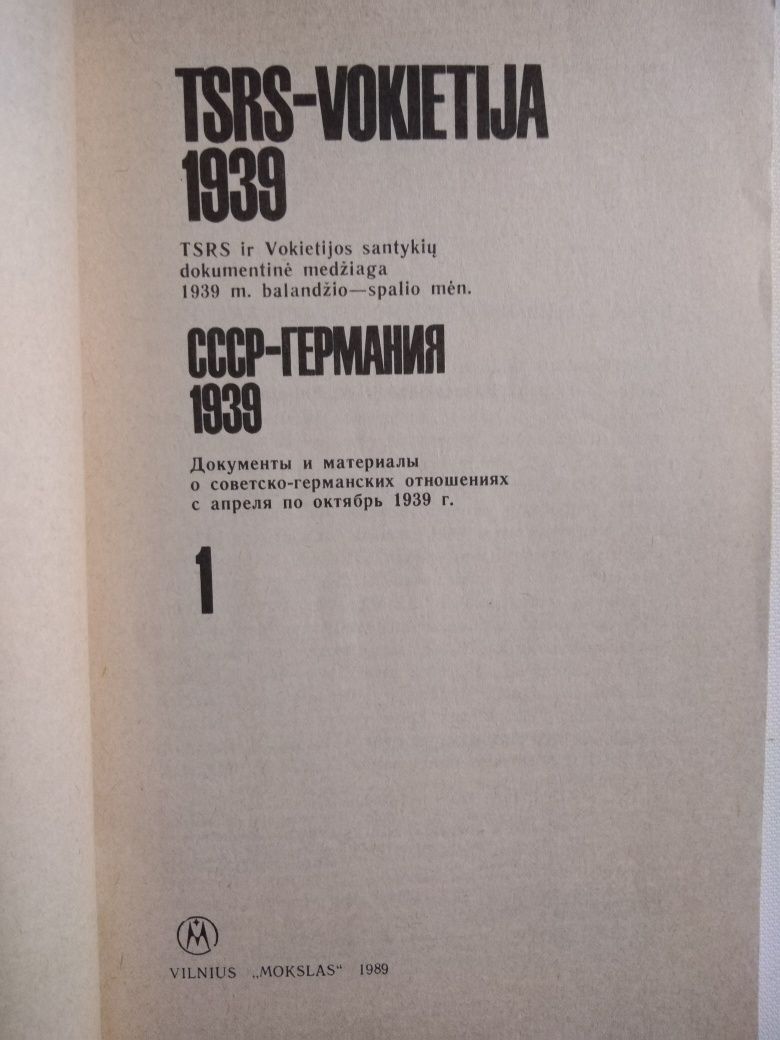 TSRS-VOKIETIJA
1939
TSRS ir Vokietijos santykių
dokumentinė medžiaga
1939 m. balandžio—spalio mėn.
СССР-ГЕРМАНИЯ
1939
Документы и материалы
о советско-германских отношениях
с апреля по октябрь 1939 г.
1
VILNIUS „MOKSLAS“ 1989